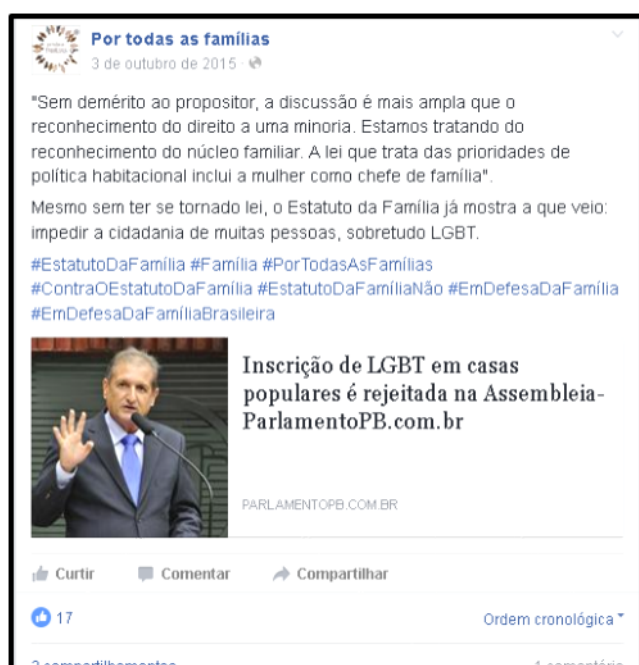 Por todas as famílias
3 de outubro de 2015 ·
"Sem demérito ao propositor, a discussão é mais ampla que o
reconhecimento do direito a uma minoria. Estamos tratando do
reconhecimento do núcleo familiar. A lei que trata das prioridades de
política habitacional inclui a mulher como chefe de família".
Mesmo sem ter se tornado lei, o Estatuto da Família já mostra a que veio:
impedir a cidadania de muitas pessoas, sobretudo LGBT.
#EstatutoDaFamília #Família #PorTodasAsFamílias
#ContraOEstatutoDaFamília #EstatutoDaFamíliaNão #EmDefesaDaFamília
#EmDefesaDaFamíliaBrasileira
Inscrição de LGBT em casas
populares é rejeitada na Assembleia-
ParlamentoPB.com.br
PARLAMENTOPB.COM.BR
Curtir Comentar Compartilhar
17 Ordem cronológica
compartilhamentos 1 comentário